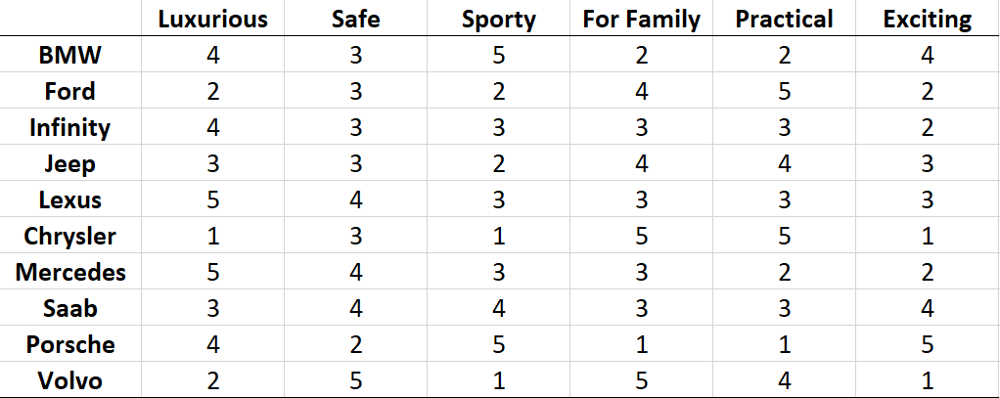 Luxurious Safe Sporty For Family Practical Exciting
BMW 4 3 5 2 2 4
Ford 2 3 2 4 5 2
Infinity 4 3 3 3 3 2
Jeep 3 3 2 4 4 3
Lexus 5 4 3 3 3 3
Chrysler 1 3 1 5 5 1
Mercedes 5 4 3 3 2 2
Saab 3 4 4 3 3 4
Porsche 4 2 5 1 1 5
Volvo 2 5 1 5 4 1